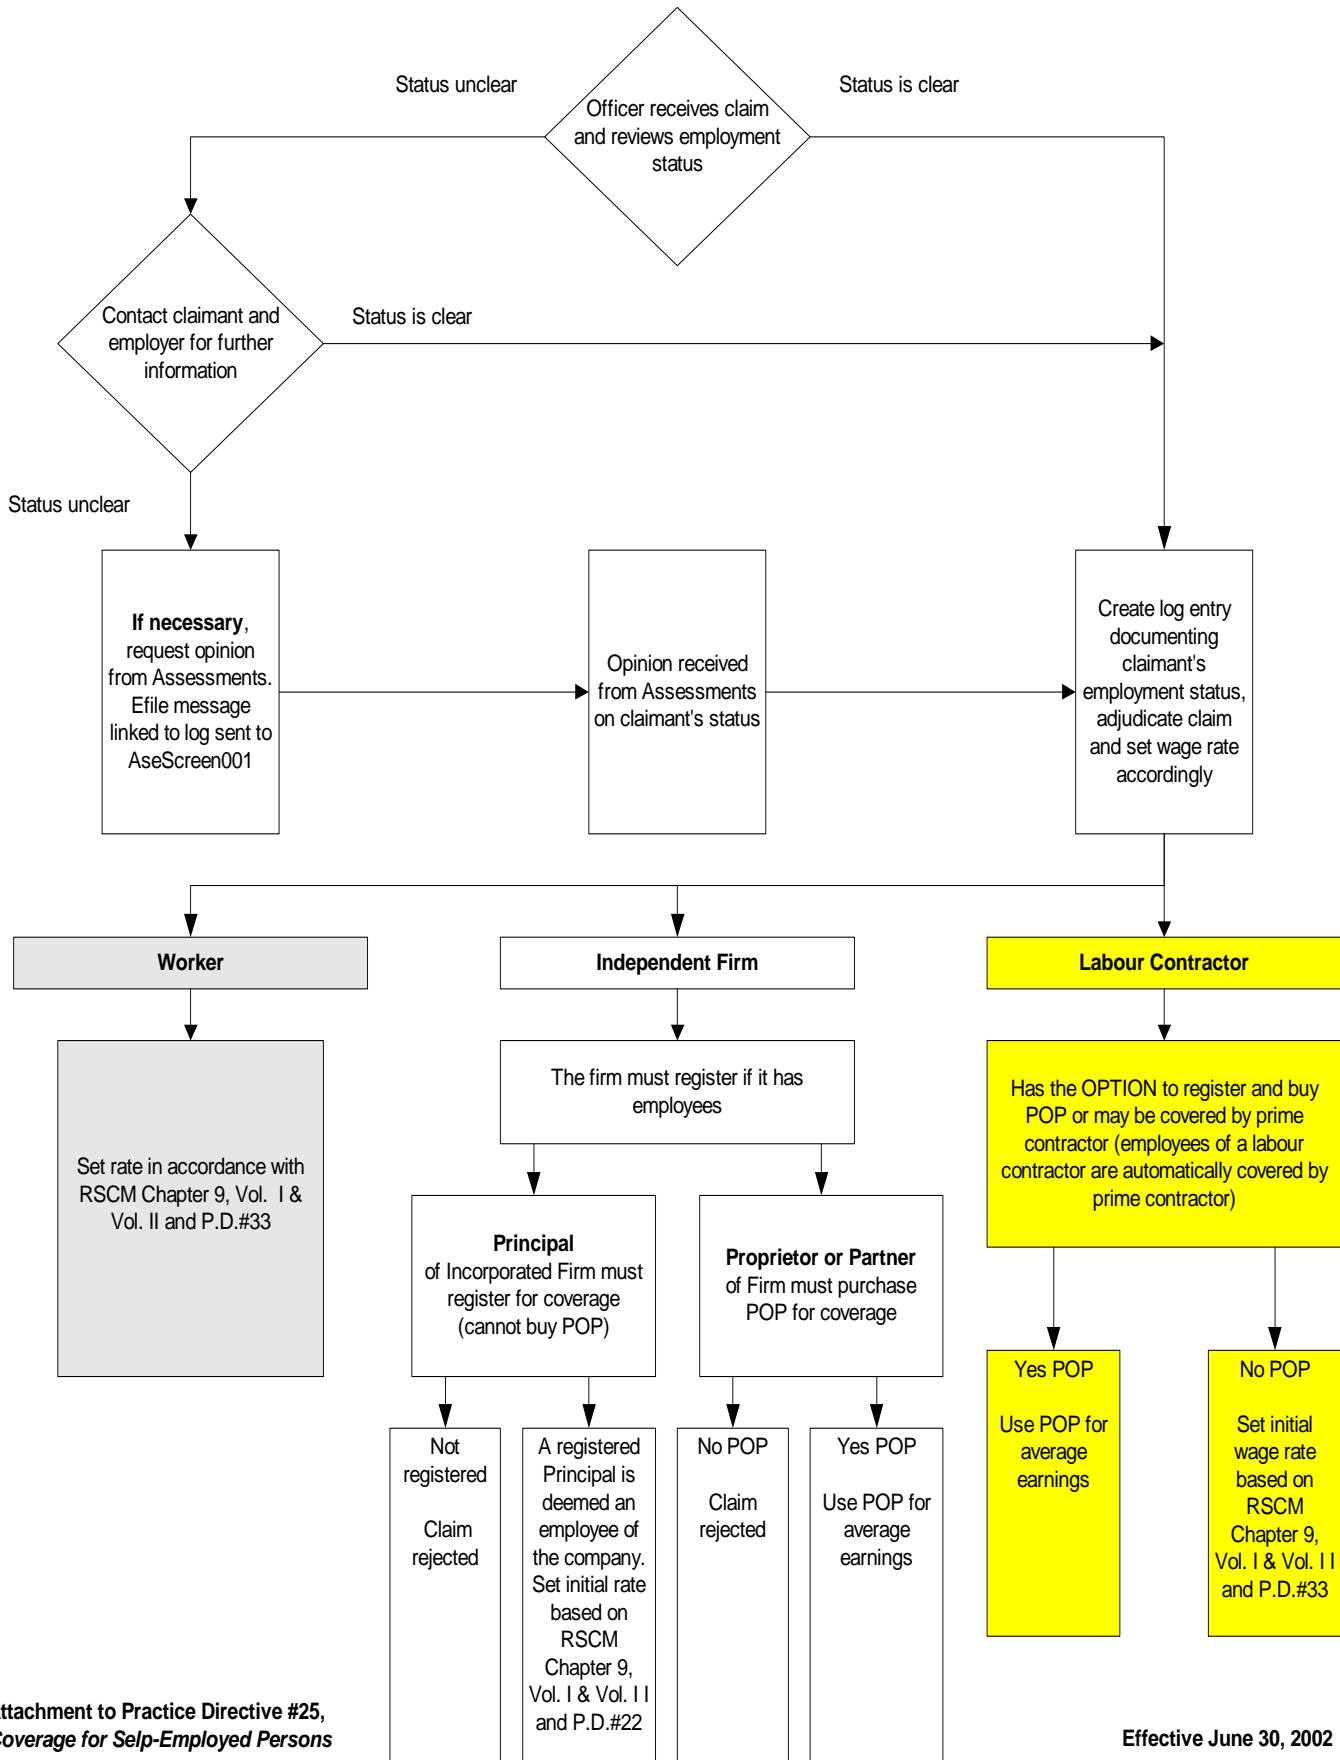 Status unclear
Status is clear
Officer receives claim
and reviews employment
status
Contact claimant and
employer for further
information
Status is clear
Status unclear
If necessary,
request opinion
from Assessments.
Efile message
linked to log sent to
AseScreen001
Opinion received
from Assessments
on claimant's status
Create log entry
documenting
claimant's
employment status,
adjudicate claim
and set wage rate
accordingly
Worker
Independent Firm
Labour Contractor
Set rate in accordance with
RSCM Chapter 9, Vol. I &
Vol. II and P.D.#33
The firm must register if it has
employees
Has the OPTION to register and buy
POP or may be covered by prime
contractor (employees of a labour
contractor are automatically covered by
prime contractor)
Principal
of Incorporated Firm must
register for coverage
(cannot buy POP)
Proprietor or Partner
of Firm must purchase
POP for coverage
Not
registered
Claim
rejected
A registered
Principal is
deemed an
employee of
the company.
Set initial rate
based on
RSCM
Chapter 9,
Vol. I & Vol. I I
and P.D.#22
No POP
Claim
rejected
Yes POP
Use POP for
average
earnings
Yes POP
Use POP for
average
earnings
No POP
Set initial
wage rate
based on
RSCM
Chapter 9,
Vol. I & Vol. I I
and P.D.#33
ttachment to Practice Directive #25,
Coverage for Selp-Employed Persons
Effective June 30, 2002